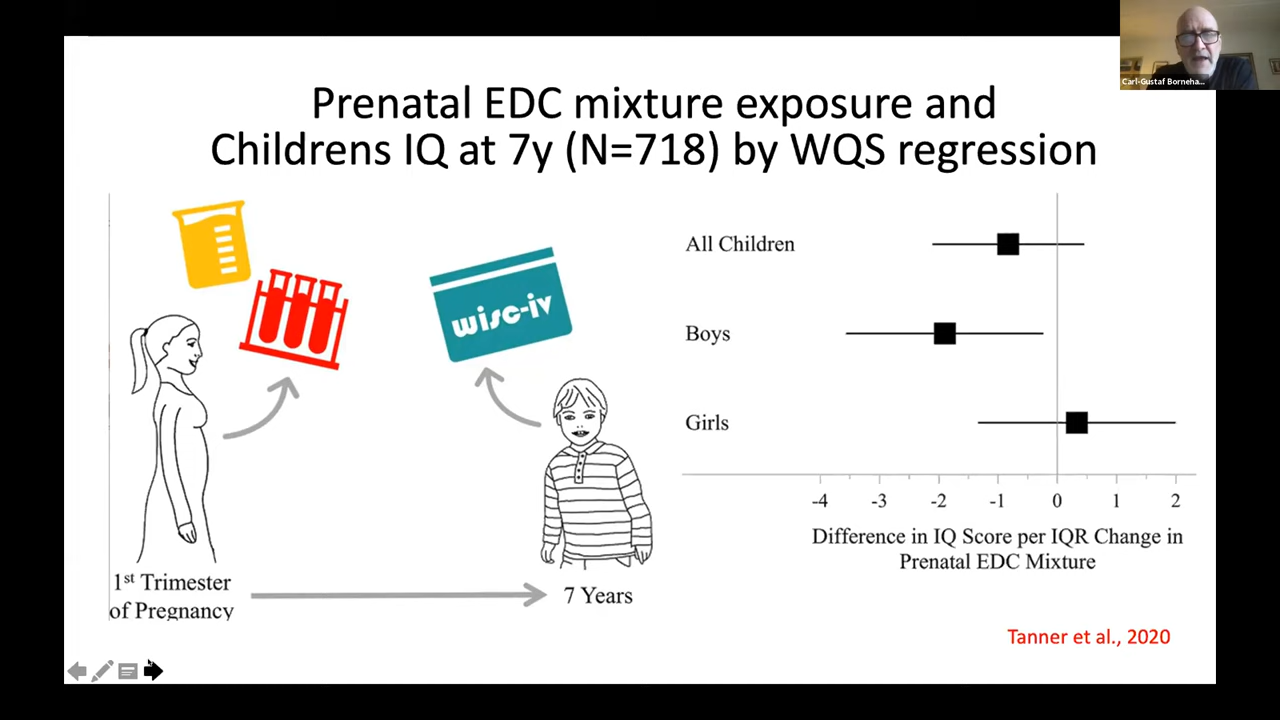 Carl-Gustaf Borneha...
Prenatal EDC mixture exposure and
Childrens IQ at 7y (N=718) by WQS regression
wisc-iv
1st Trimester
of Pregnancy
7 Years
All Children
Boys
Girls
-4 -3 -2 -1 0 1 2
Difference in IQ Score per IQR Change in
Prenatal EDC Mixture
Tanner et al., 2020